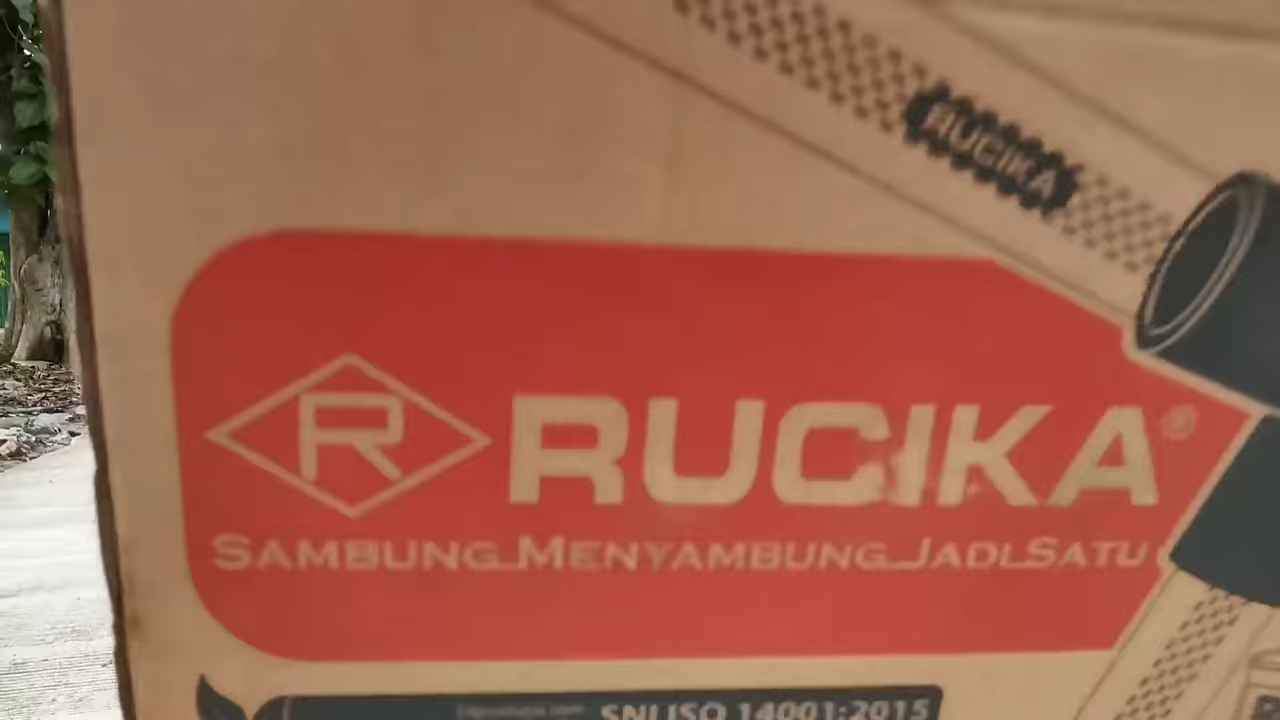 RUCIKA
R RUCIKA®
SAMBUNG MENYAMBUNG JADI SATU
SNI ISO 14001:2015